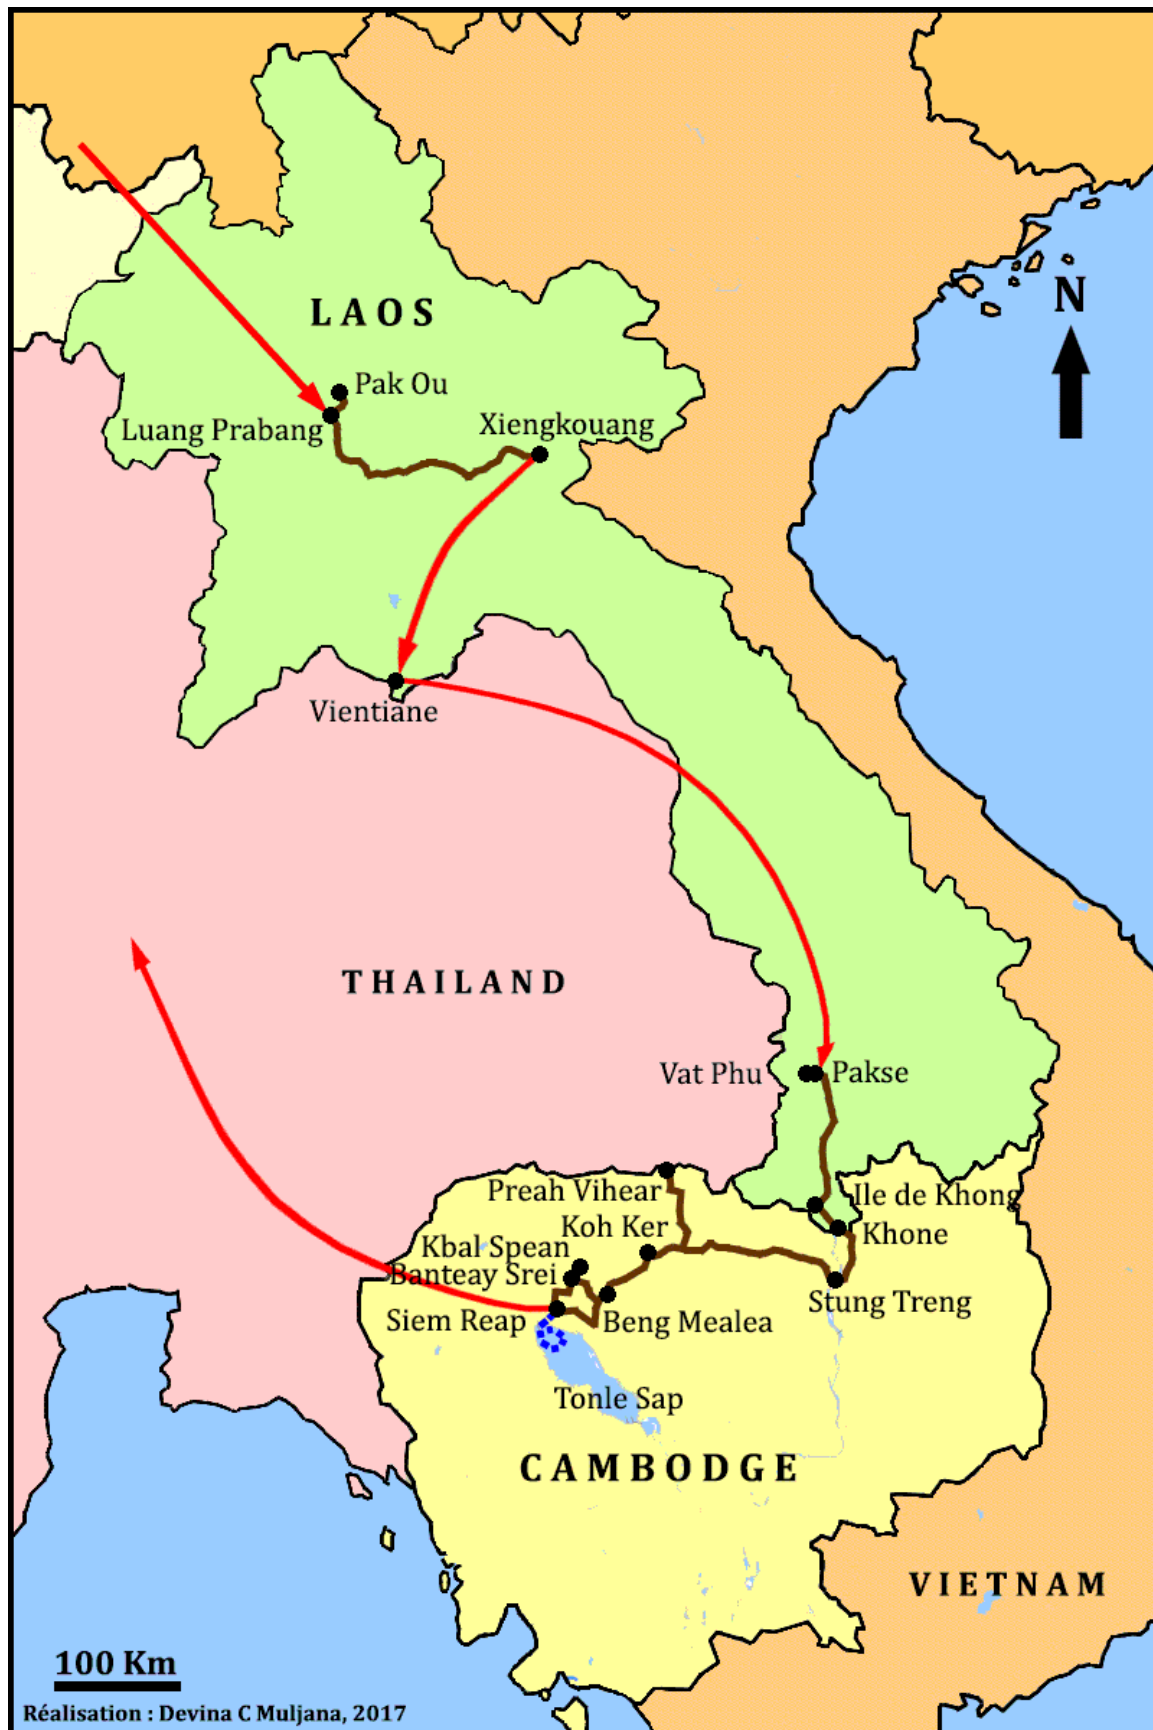 LAOS
N
Pak Ou
Luang Prabang
Xiengkouang
Vientiane
THAILAND
Vat Phu
Pakse
Preah Vihear
Ile de Khong
Koh Ker
Khone
Kbal Spean
Banteay Srei
Stung Treng
Siem Reap
Beng Mealea
Tonle Sap
CAMBODGE
VIETNAM
100 Km
Réalisation : Devina C Muljana, 2017